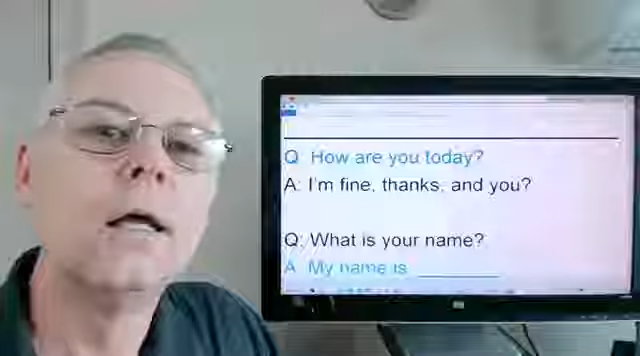 Q: How are you today?
A: I'm fine, thanks, and you?
Q: What is your name?
A: My name is ________